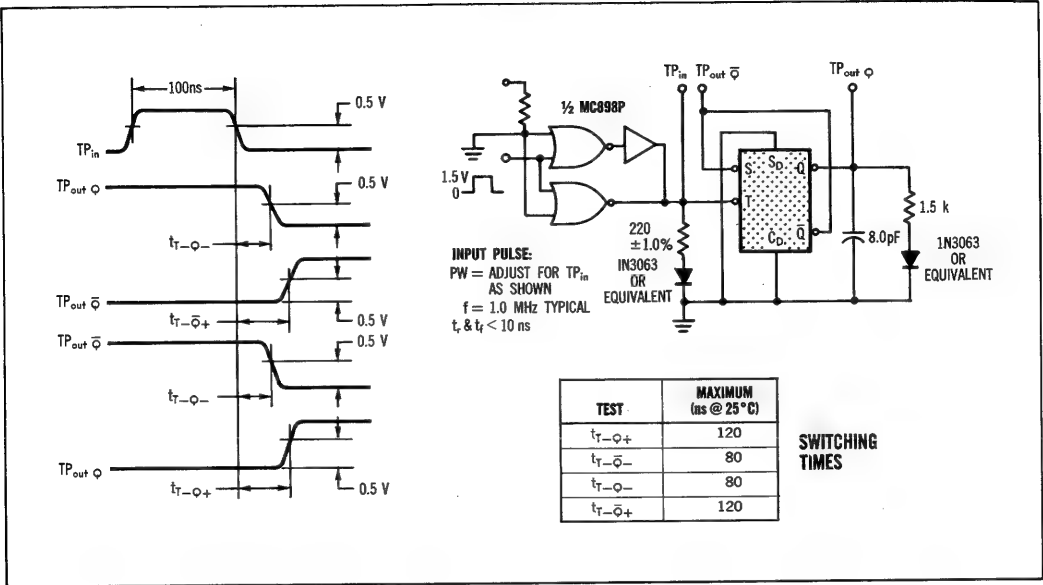 100ns
0.5 V
TPin
TPout Q
0.5 V
tT–Q–
TPout Q̅
tT–Q̅+
0.5 V
TPout Q̅
0.5 V
tT–Q–
TPout Q
tT–Q+
0.5 V
½ MC898P
1.5 V
0
INPUT PULSE:
PW = ADJUST FOR TPin
AS SHOWN
f = 1.0 MHz TYPICAL
tr & tf < 10 ns
TPin TPout Q̅
TPout Q
S
SD
Q
T
CD
Q̅
220
±1.0%
IN3063
OR
EQUIVALENT
8.0pF
1.5 k
1N3063
OR
EQUIVALENT
TEST MAXIMUM
(ns @ 25°C)
tT–Q+ 120
tT–Q̅– 80
tT–Q– 80
tT–Q̅+ 120
SWITCHING
TIMES